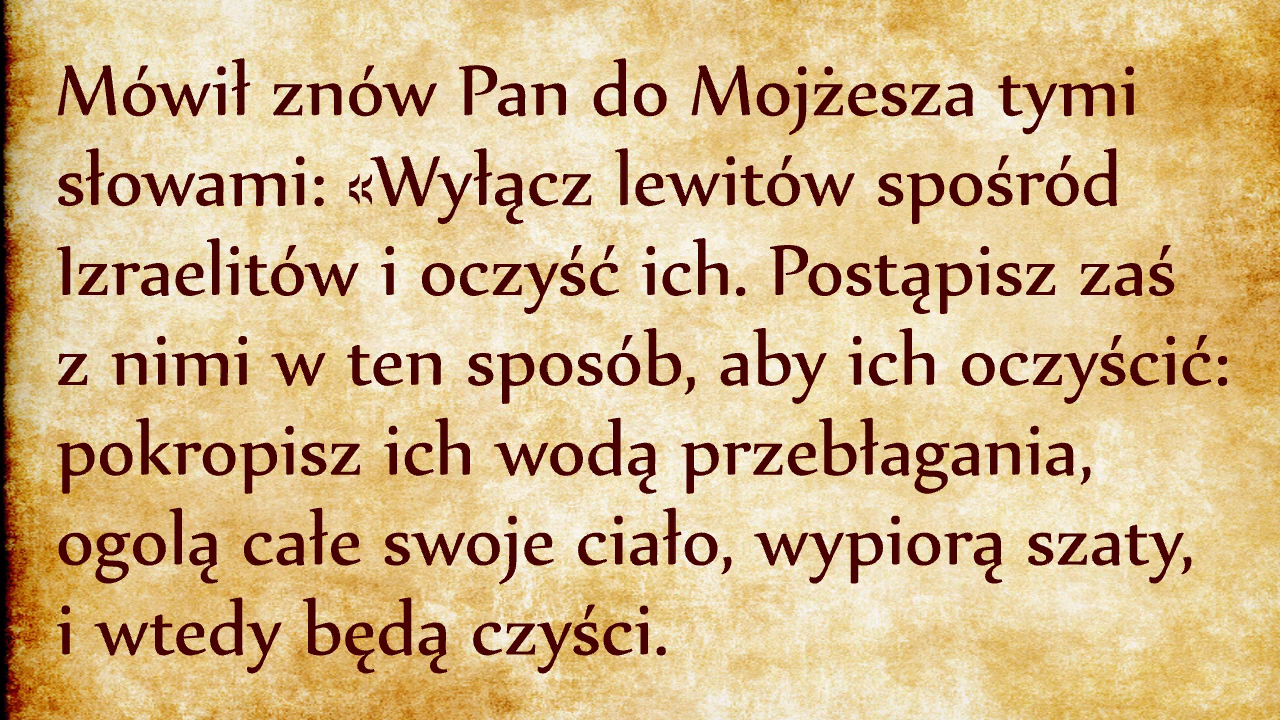 Mówił znów Pan do Mojżesza tymi
słowami: «Wyłącz lewitów spośród
Izraelitów i oczyść ich. Postąpisz zaś
z nimi w ten sposób, aby ich oczyścić:
pokropisz ich wodą przebłagania,
ogolą całe swoje ciało, wypiorą szaty,
i wtedy będą czyści.